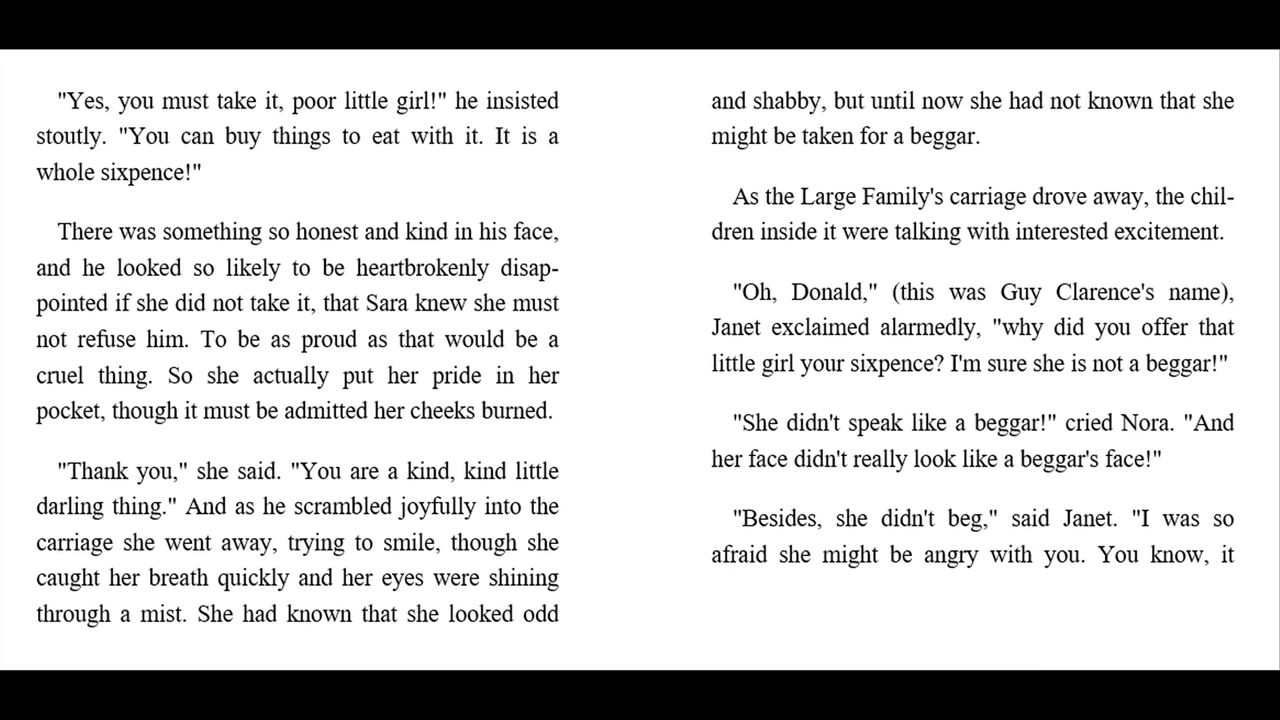 "Yes, you must take it, poor little girl!" he insisted
stoutly. "You can buy things to eat with it. It is a
whole sixpence!"
There was something so honest and kind in his face,
and he looked so likely to be heartbrokenly disap-
pointed if she did not take it, that Sara knew she must
not refuse him. To be as proud as that would be a
cruel thing. So she actually put her pride in her
pocket, though it must be admitted her cheeks burned.
"Thank you," she said. "You are a kind, kind little
darling thing." And as he scrambled joyfully into the
carriage she went away, trying to smile, though she
caught her breath quickly and her eyes were shining
through a mist. She had known that she looked odd
and shabby, but until now she had not known that she
might be taken for a beggar.
As the Large Family's carriage drove away, the chil-
dren inside it were talking with interested excitement.
"Oh, Donald," (this was Guy Clarence's name),
Janet exclaimed alarmedly, "why did you offer that
little girl your sixpence? I'm sure she is not a beggar!"
"She didn't speak like a beggar!" cried Nora. "And
her face didn't really look like a beggar's face!"
"Besides, she didn't beg," said Janet. "I was so
afraid she might be angry with you. You know, it